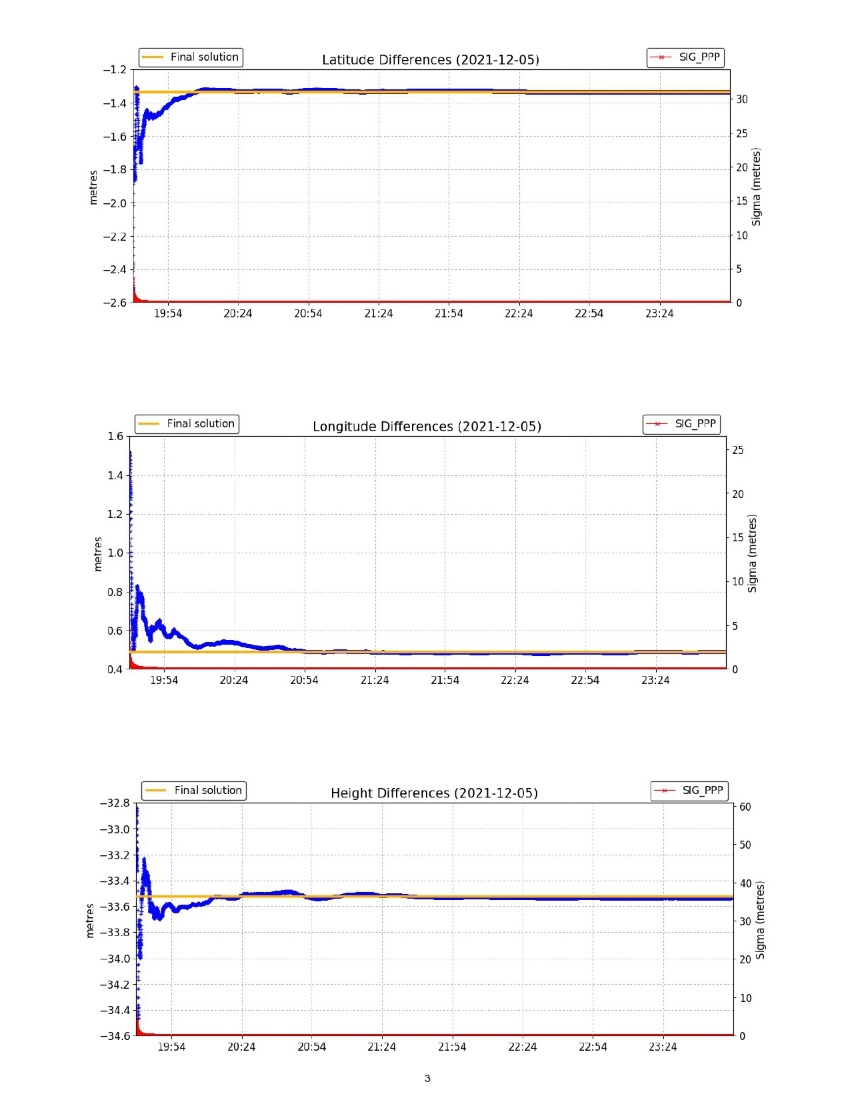 Final solution
Latitude Differences (2021-12-05)
SIG_PPP
−1.2
−1.4
−1.6
−1.8
−2.0
−2.2
−2.4
−2.6
metres
30
25
20
15
10
5
0
Sigma (metres)
19:54 20:24 20:54 21:24 21:54 22:24 22:54 23:24
Final solution
Longitude Differences (2021-12-05)
SIG_PPP
1.6
1.4
1.2
1.0
0.8
0.6
0.4
metres
25
20
15
10
5
0
Sigma (metres)
19:54 20:24 20:54 21:24 21:54 22:24 22:54 23:24
Final solution
Height Differences (2021-12-05)
SIG_PPP
−32.8
−33.0
−33.2
−33.4
−33.6
−33.8
−34.0
−34.2
−34.4
−34.6
metres
60
50
40
30
20
10
0
Sigma (metres)
19:54 20:24 20:54 21:24 21:54 22:24 22:54 23:24
3